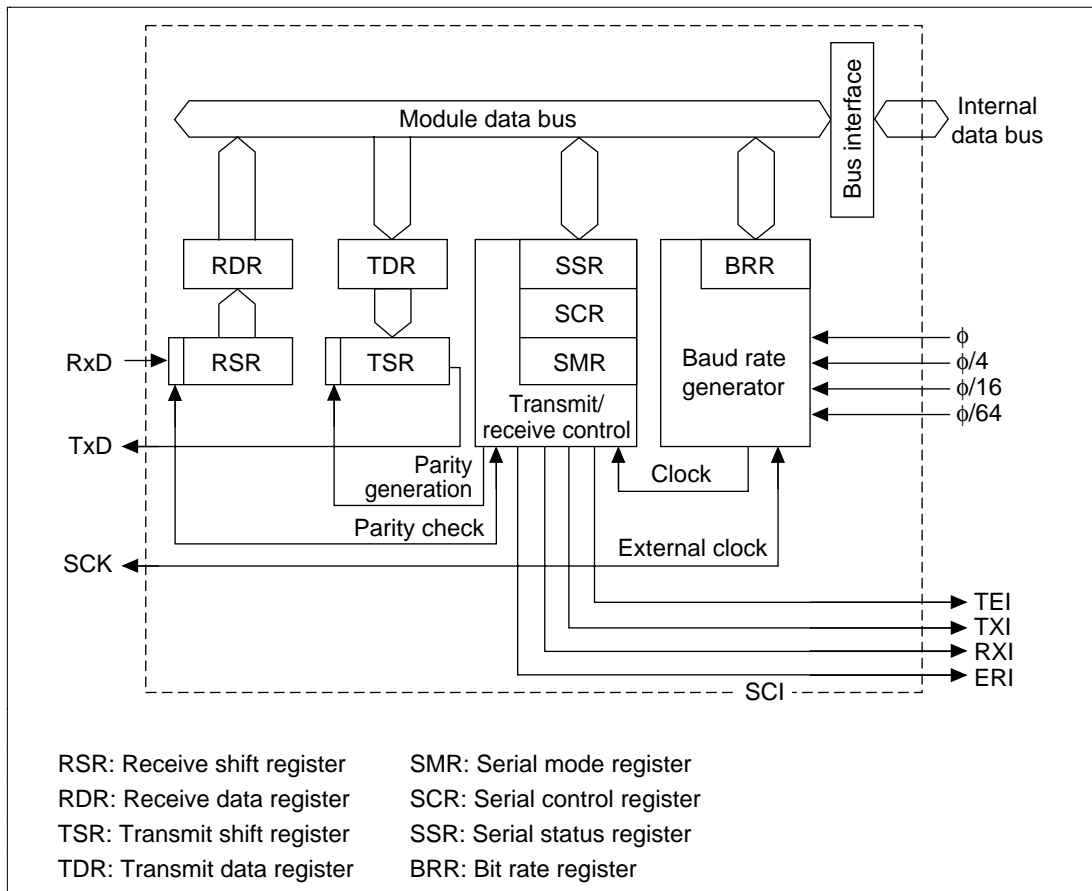 Module data bus
Bus interface
Internal
data bus
RDR
TDR
SSR
BRR
SCR
RSR
TSR
SMR
Baud rate
generator
RxD
ϕ
ϕ/4
ϕ/16
ϕ/64
Transmit/
receive control
TxD
Parity
generation
Clock
Parity check
External clock
SCK
TEI
TXI
RXI
ERI
SCI
RSR: Receive shift register
RDR: Receive data register
TSR: Transmit shift register
TDR: Transmit data register
SMR: Serial mode register
SCR: Serial control register
SSR: Serial status register
BRR: Bit rate register